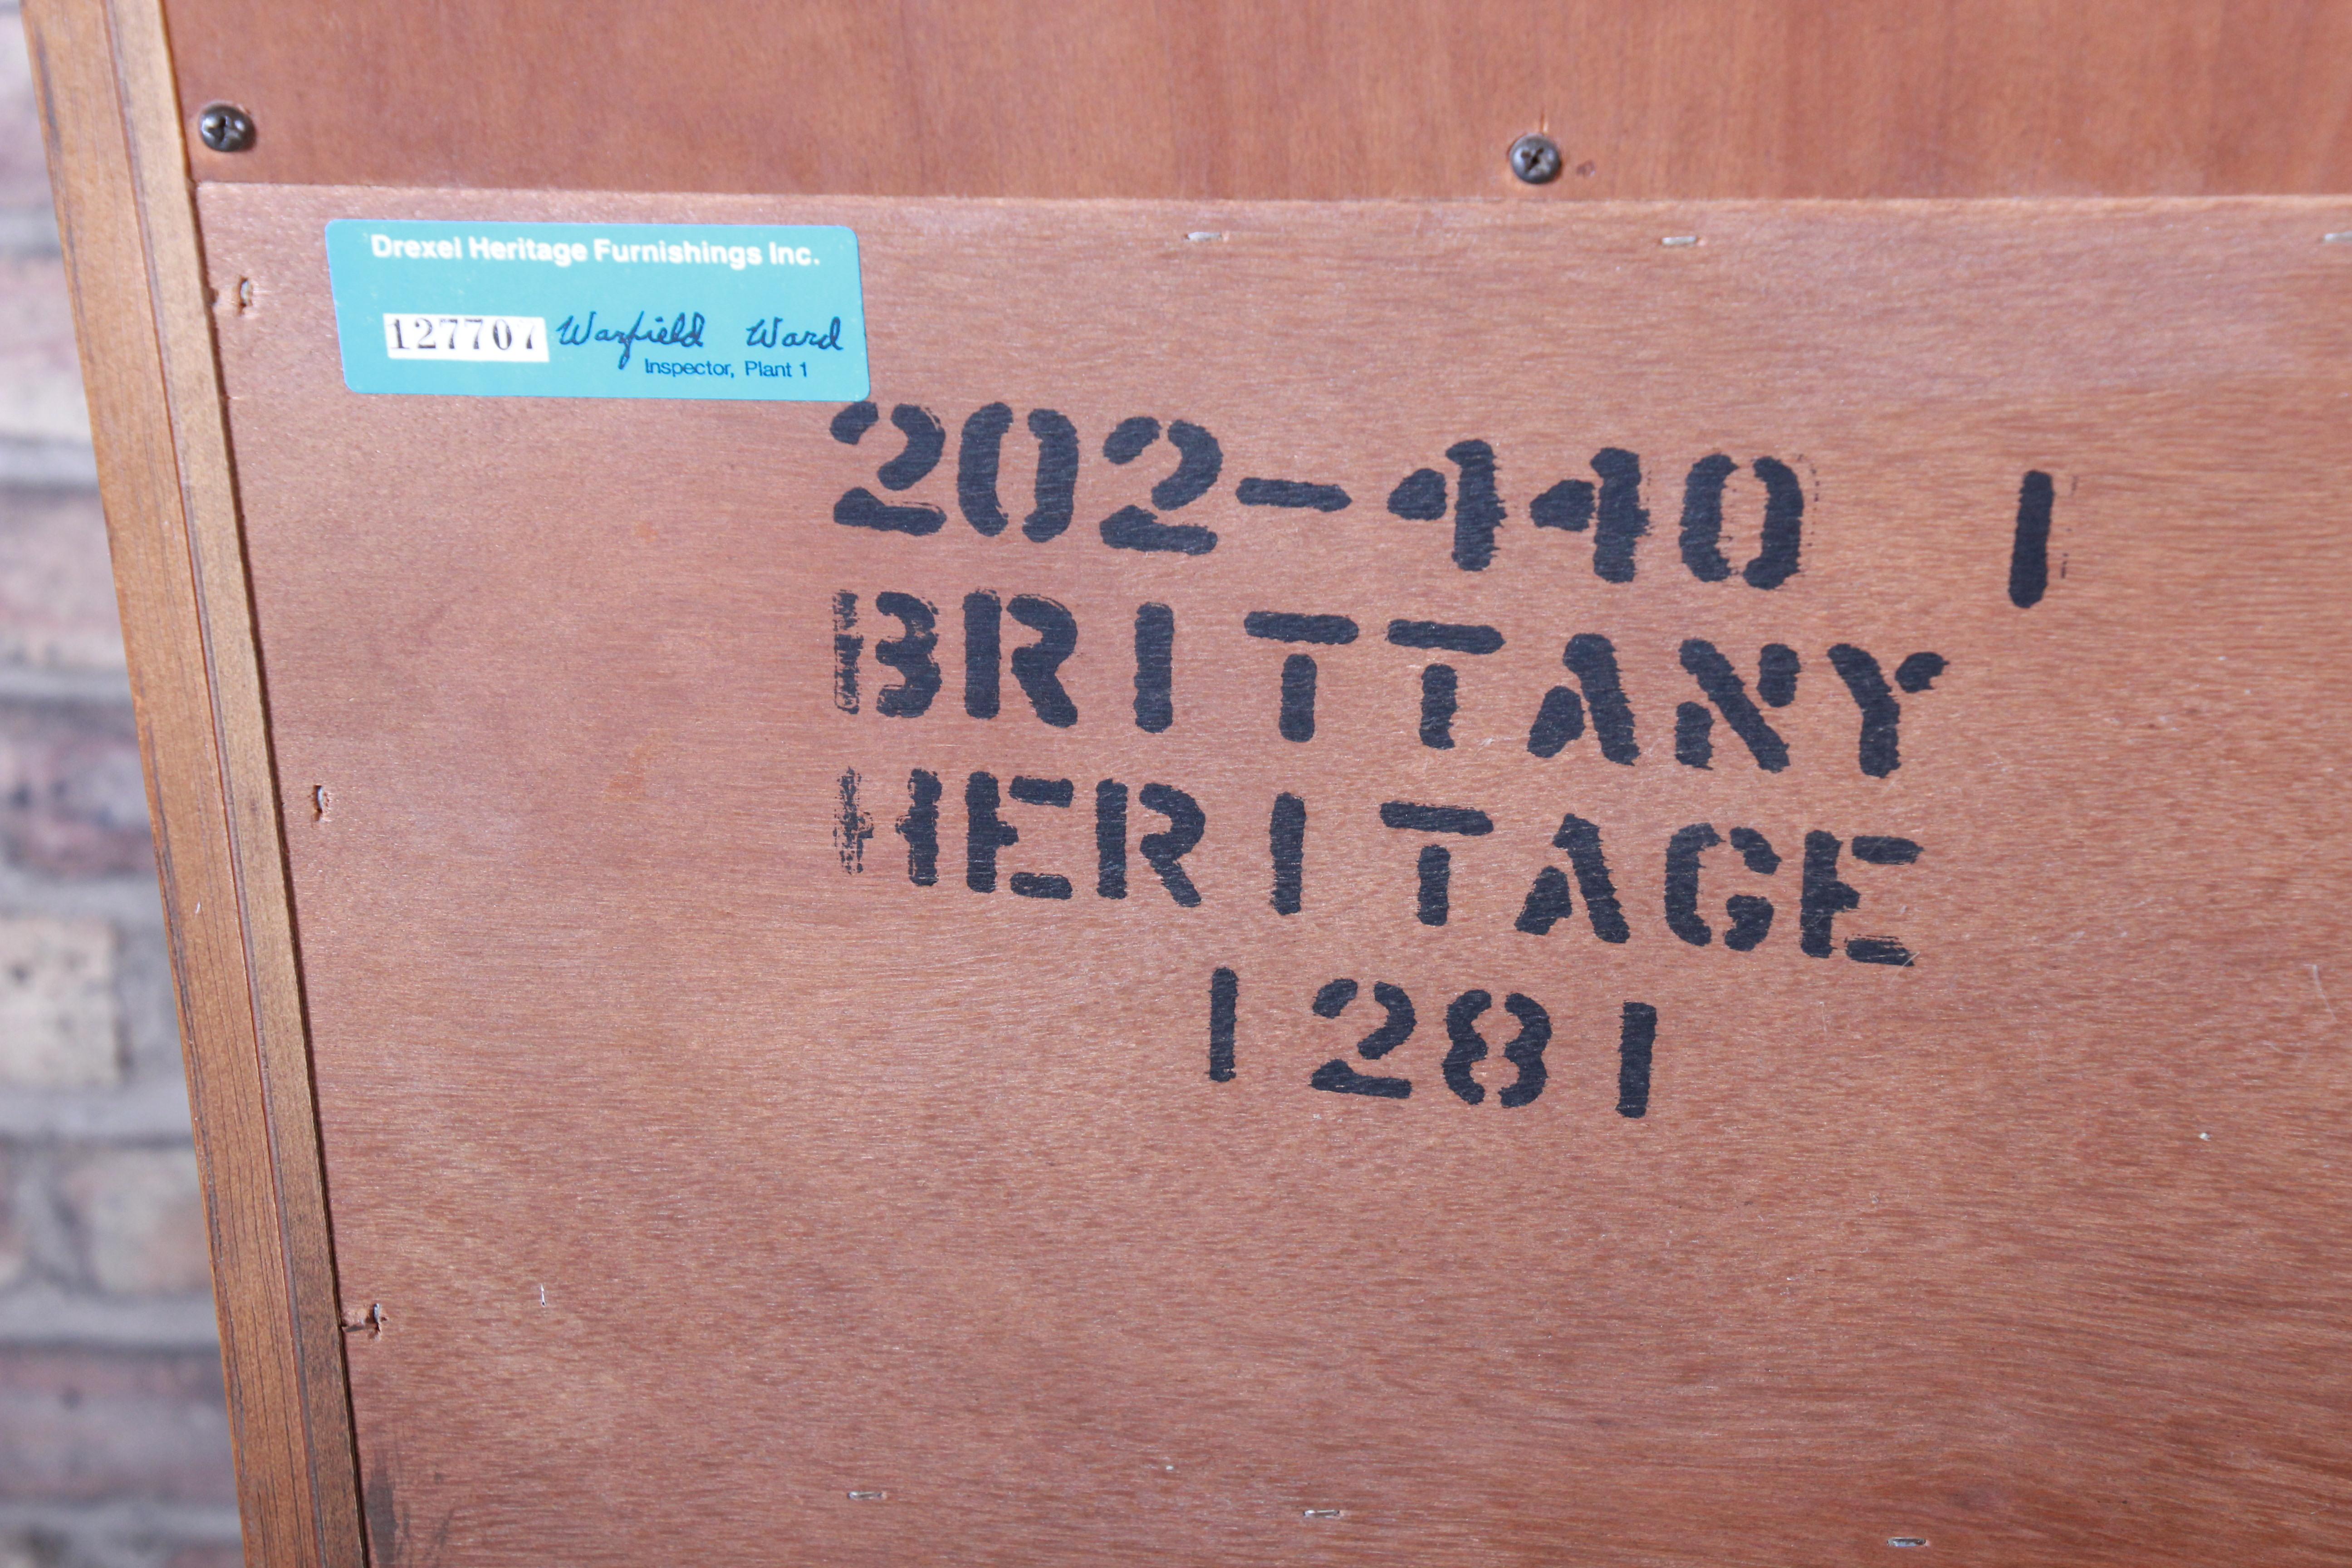 Drexel Heritage Furnishings Inc.
127707 Warfield Ward
Inspector, Plant 1
202-440 1
BRITTANY
HERITAGE
1281